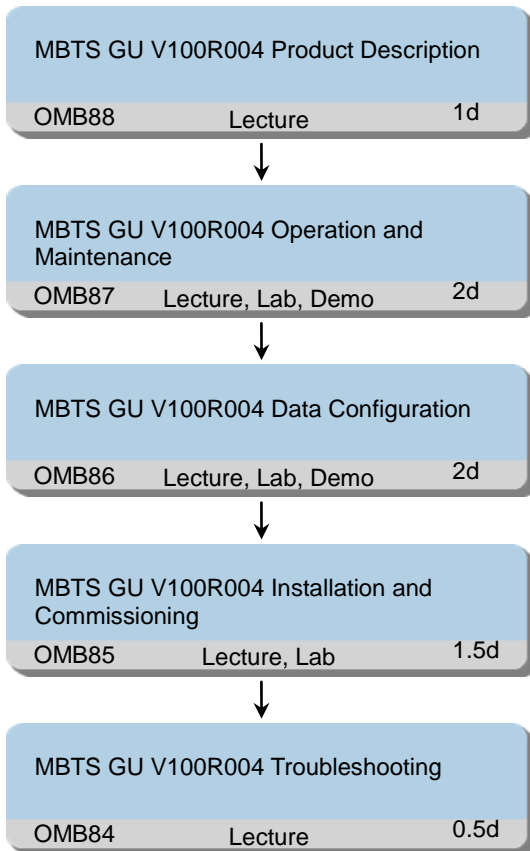 MBTS GU V100R004 Product Description
OMB88 Lecture 1d
MBTS GU V100R004 Operation and
Maintenance
OMB87 Lecture, Lab, Demo 2d
MBTS GU V100R004 Data Configuration
OMB86 Lecture, Lab, Demo 2d
MBTS GU V100R004 Installation and
Commissioning
OMB85 Lecture, Lab 1.5d
MBTS GU V100R004 Troubleshooting
OMB84 Lecture 0.5d